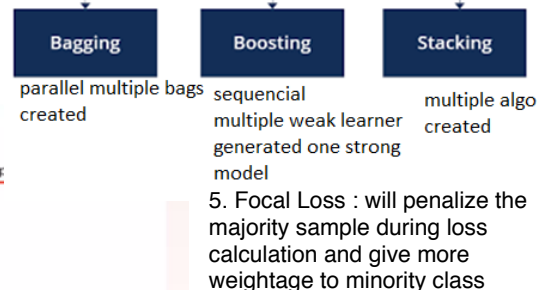 Bagging
Boosting
Stacking
parallel multiple bags
created
sequencial
multiple weak learner
generated one strong
model
multiple algo
created
5. Focal Loss : will penalize the
majority sample during loss
calculation and give more
weightage to minority class